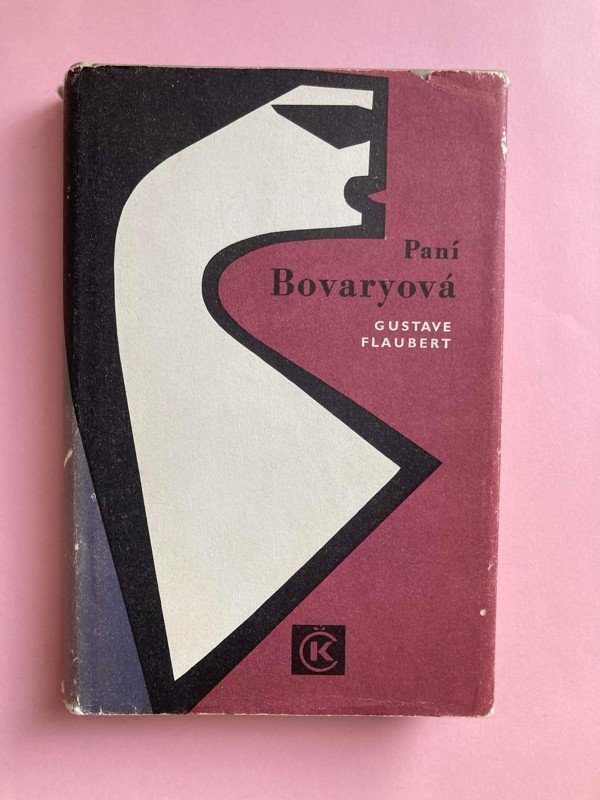 Paní
Bovaryová
GUSTAVE
FLAUBERT
ČK